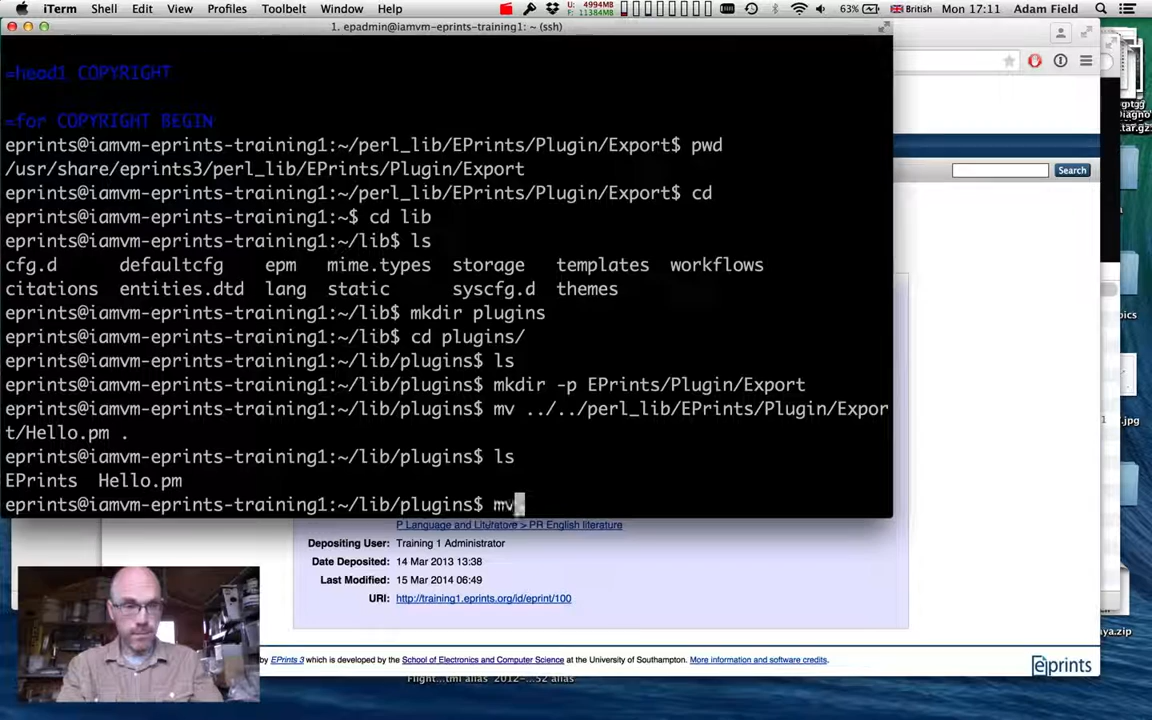 iTerm Shell Edit View Profiles Toolbelt Window Help U: 4994MB F: 11384MB 63% British Mon 17:11 Adam Field
1. epadmin@iamvm-eprints-training1: ~ (ssh)
=head1 COPYRIGHT
=for COPYRIGHT BEGIN
eprints@iamvm-eprints-training1:~/perl_lib/EPrints/Plugin/Export$ pwd
/usr/share/eprints3/perl_lib/EPrints/Plugin/Export
eprints@iamvm-eprints-training1:~/perl_lib/EPrints/Plugin/Export$ cd
eprints@iamvm-eprints-training1:~$ cd lib
eprints@iamvm-eprints-training1:~/lib$ ls
cfg.d defaultcfg epm mime.types storage templates workflows
citations entities.dtd lang static syscfg.d themes
eprints@iamvm-eprints-training1:~/lib$ mkdir plugins
eprints@iamvm-eprints-training1:~/lib$ cd plugins/
eprints@iamvm-eprints-training1:~/lib/plugins$ ls
eprints@iamvm-eprints-training1:~/lib/plugins$ mkdir -p EPrints/Plugin/Export
eprints@iamvm-eprints-training1:~/lib/plugins$ mv ../../perl_lib/EPrints/Plugin/Expor
t/Hello.pm .
eprints@iamvm-eprints-training1:~/lib/plugins$ ls
EPrints Hello.pm
eprints@iamvm-eprints-training1:~/lib/plugins$ mv
Search
P Language and Literature > PR English literature
Depositing User: Training 1 Administrator
Date Deposited: 14 Mar 2013 13:38
Last Modified: 15 Mar 2014 06:49
URI: http://training1.eprints.org/id/eprint/100
by EPrints 3 which is developed by the School of Electronics and Computer Science at the University of Southampton. More information and software credits.
eprints